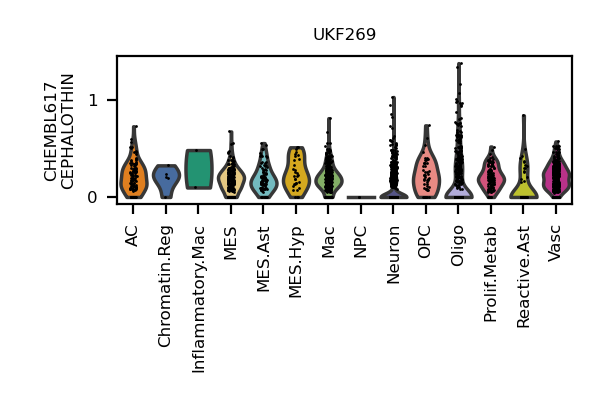 UKF269
CHEMBL617
CEPHALOTHIN
1
0
AC
Chromatin.Reg
Inflammatory.Mac
MES
MES.Ast
MES.Hyp
Mac
NPC
Neuron
OPC
Oligo
Prolif.Metab
Reactive.Ast
Vasc